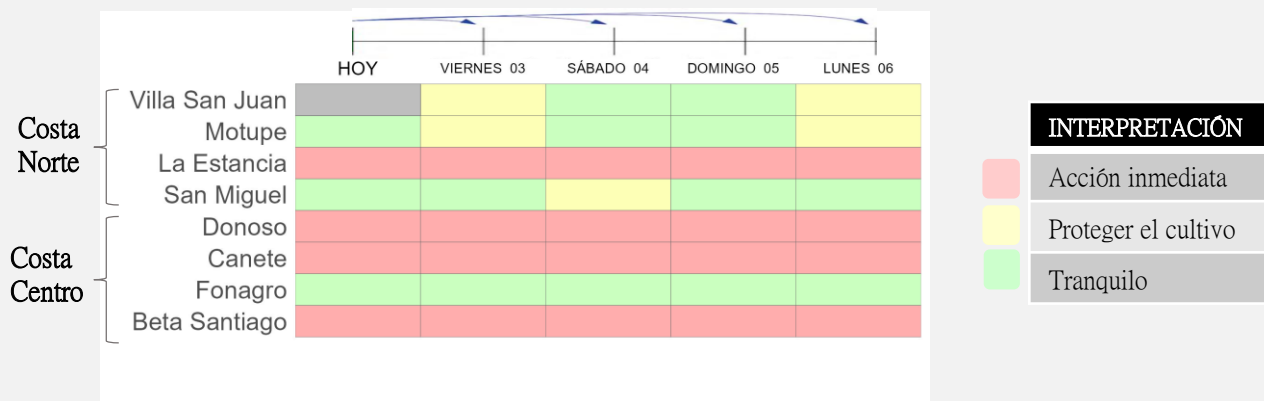 HOY
VIERNES 03
SÁBADO 04
DOMINGO 05
LUNES 06
Costa
Norte
Villa San Juan
Motupe
La Estancia
San Miguel
Costa
Centro
Donoso
Canete
Fonagro
Beta Santiago
INTERPRETACIÓN
Acción inmediata
Proteger el cultivo
Tranquilo